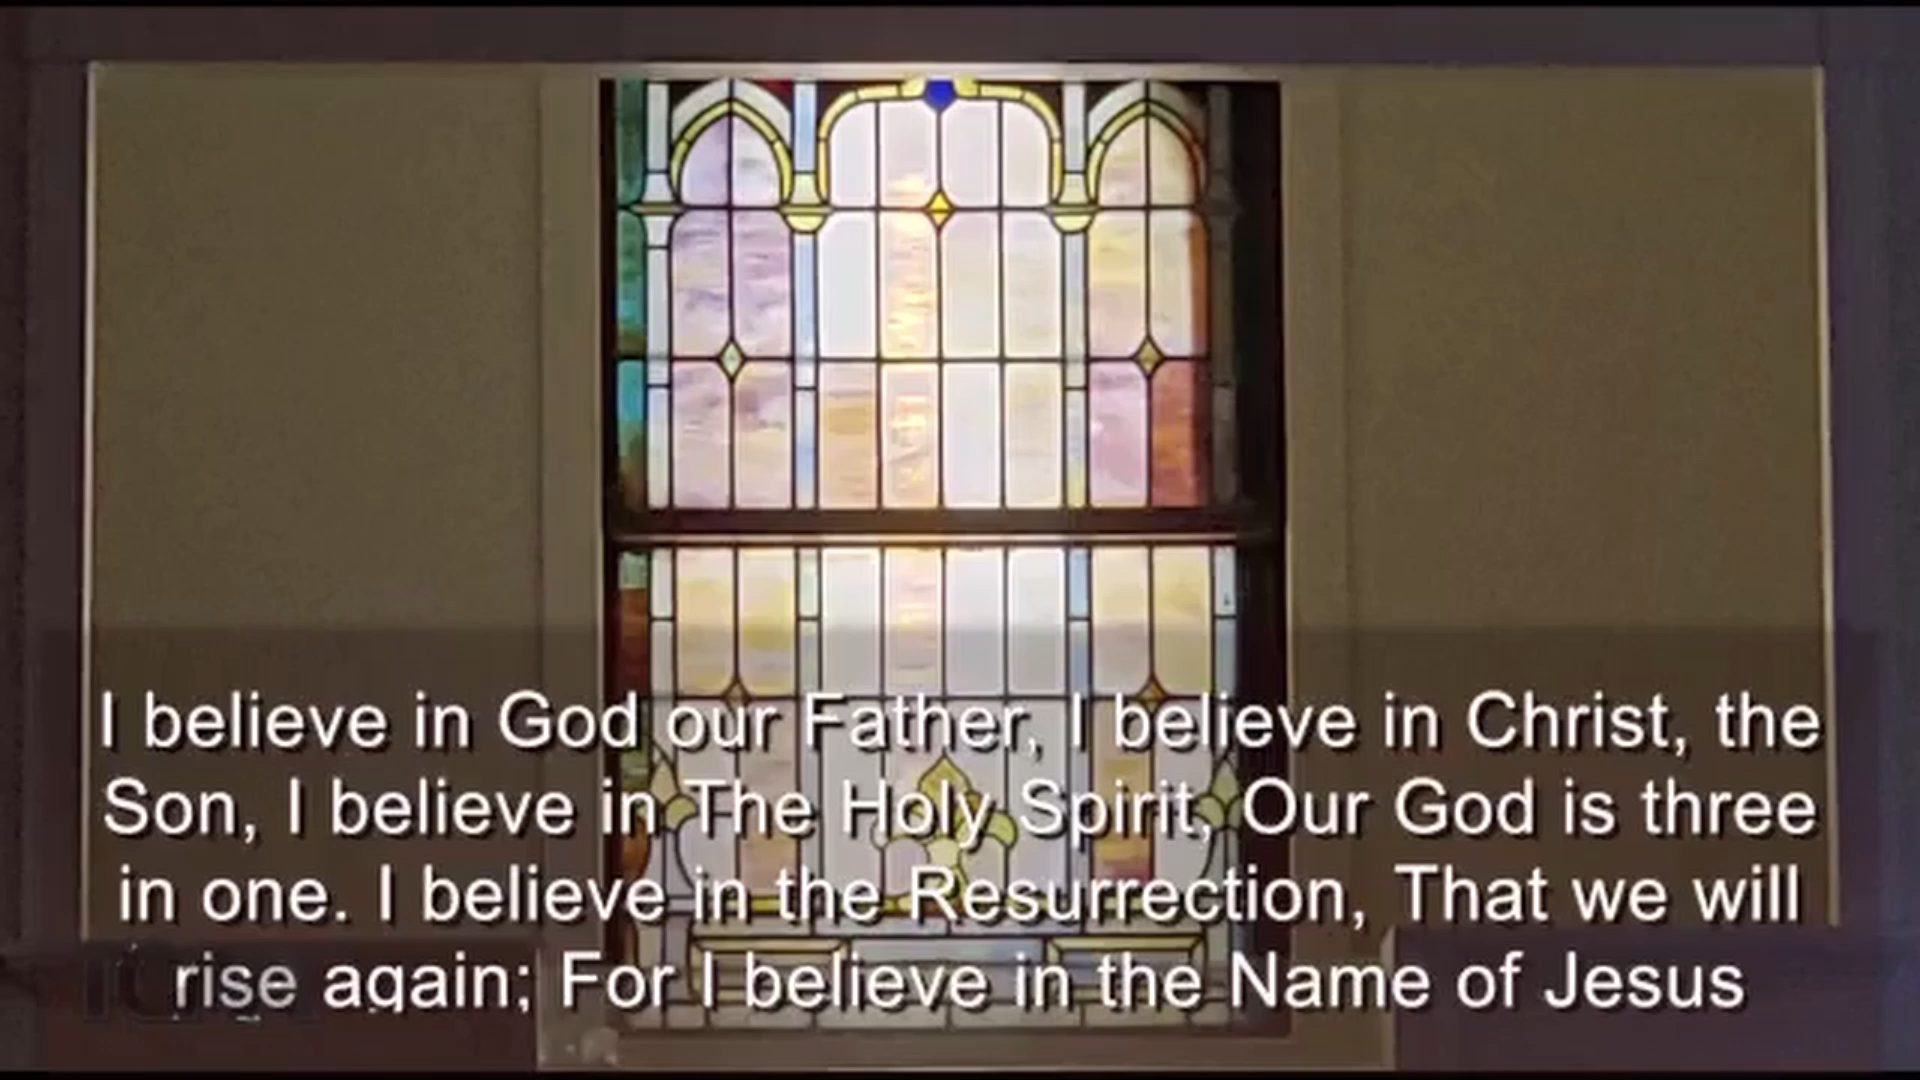 I believe in God our Father, I believe in Christ, the
Son, I believe in The Holy Spirit, Our God is three
in one. I believe in the Resurrection, That we will
rise again; For I believe in the Name of Jesus